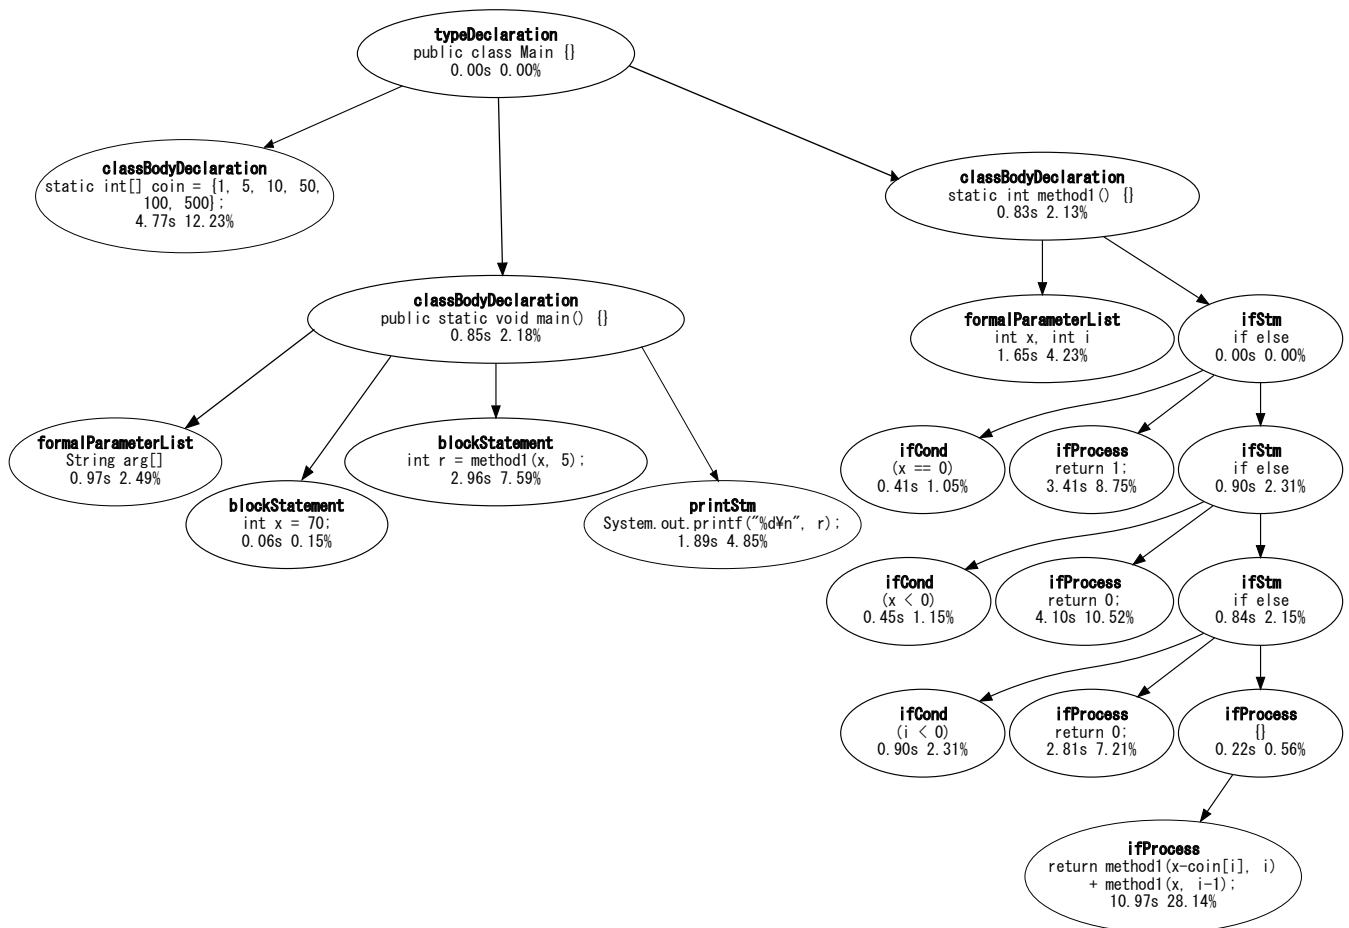 typeDeclaration
public class Main {}
0.00s 0.00%
classBodyDeclaration
static int[] coin = {1, 5, 10, 50,
100, 500};
4.77s 12.23%
classBodyDeclaration
static int method1() {}
0.83s 2.13%
classBodyDeclaration
public static void main() {}
0.85s 2.18%
formalParameterList
int x, int i
1.65s 4.23%
ifStm
if else
0.00s 0.00%
formalParameterList
String arg[]
0.97s 2.49%
blockStatement
int x = 70;
0.06s 0.15%
blockStatement
int r = method1(x, 5);
2.96s 7.59%
printStm
System.out.printf("%d¥n", r);
1.89s 4.85%
ifCond
(x == 0)
0.41s 1.05%
ifProcess
return 1;
3.41s 8.75%
ifStm
if else
0.90s 2.31%
ifCond
(x < 0)
0.45s 1.15%
ifProcess
return 0;
4.10s 10.52%
ifStm
if else
0.84s 2.15%
ifCond
(i < 0)
0.90s 2.31%
ifProcess
return 0;
2.81s 7.21%
ifProcess
{}
0.22s 0.56%
ifProcess
return method1(x-coin[i], i)
+ method1(x, i-1);
10.97s 28.14%